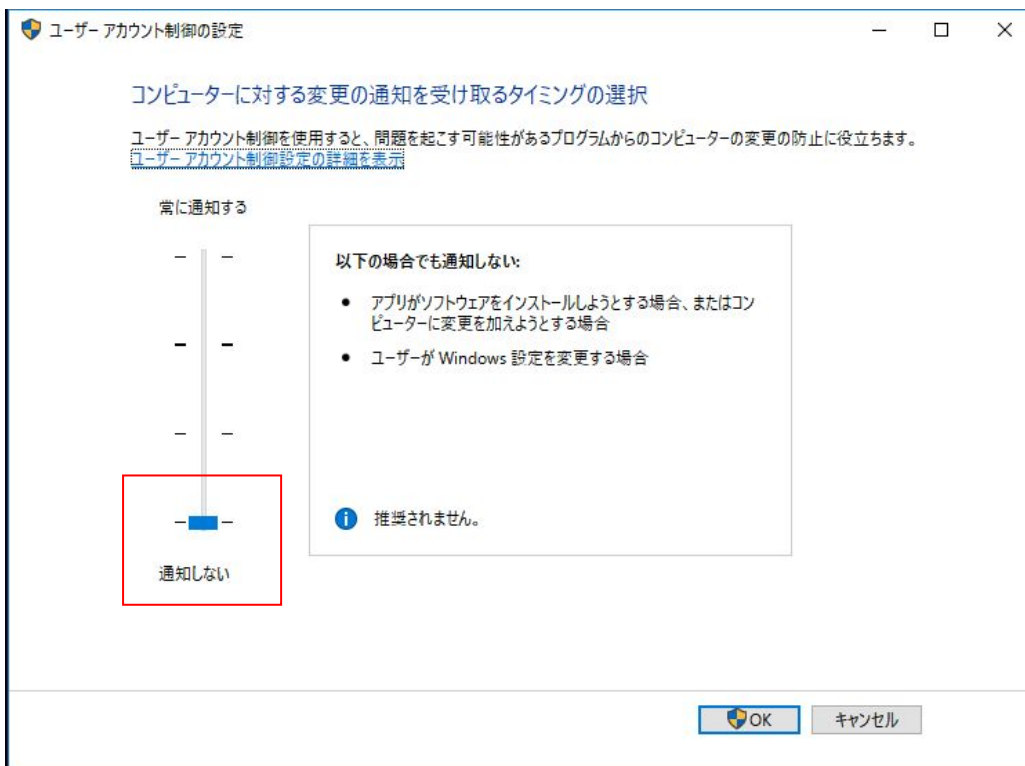 ユーザー アカウント制御の設定
コンピューターに対する変更の通知を受け取るタイミングの選択
ユーザー アカウント制御を使用すると、問題を起こす可能性があるプログラムからのコンピューターの変更の防止に役立ちます。
ユーザー アカウント制御設定の詳細を表示
常に通知する
以下の場合でも通知しない:
アプリがソフトウェアをインストールしようとする場合、またはコン
ピューターに変更を加えようとする場合
ユーザーが Windows 設定を変更する場合
推奨されません。
通知しない
OK
キャンセル